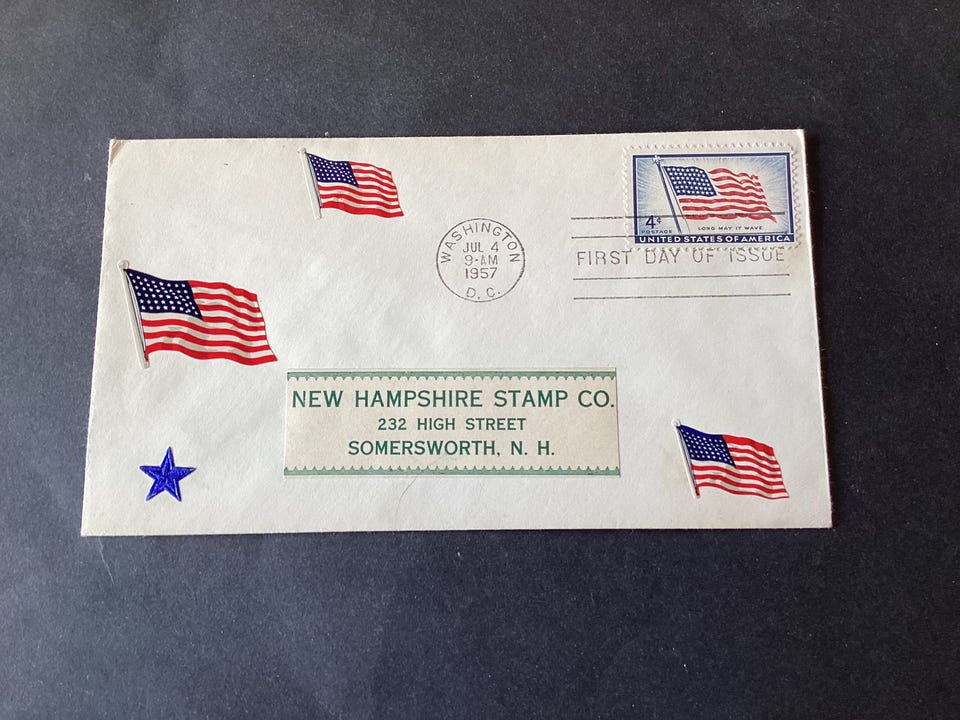 WASHINGTON
JUL 4
9-AM
1957
D. C.
4¢
POSTAGE
LONG MAY IT WAVE
UNITED STATES OF AMERICA
FIRST DAY OF ISSUE
NEW HAMPSHIRE STAMP CO.
232 HIGH STREET
SOMERSWORTH, N. H.